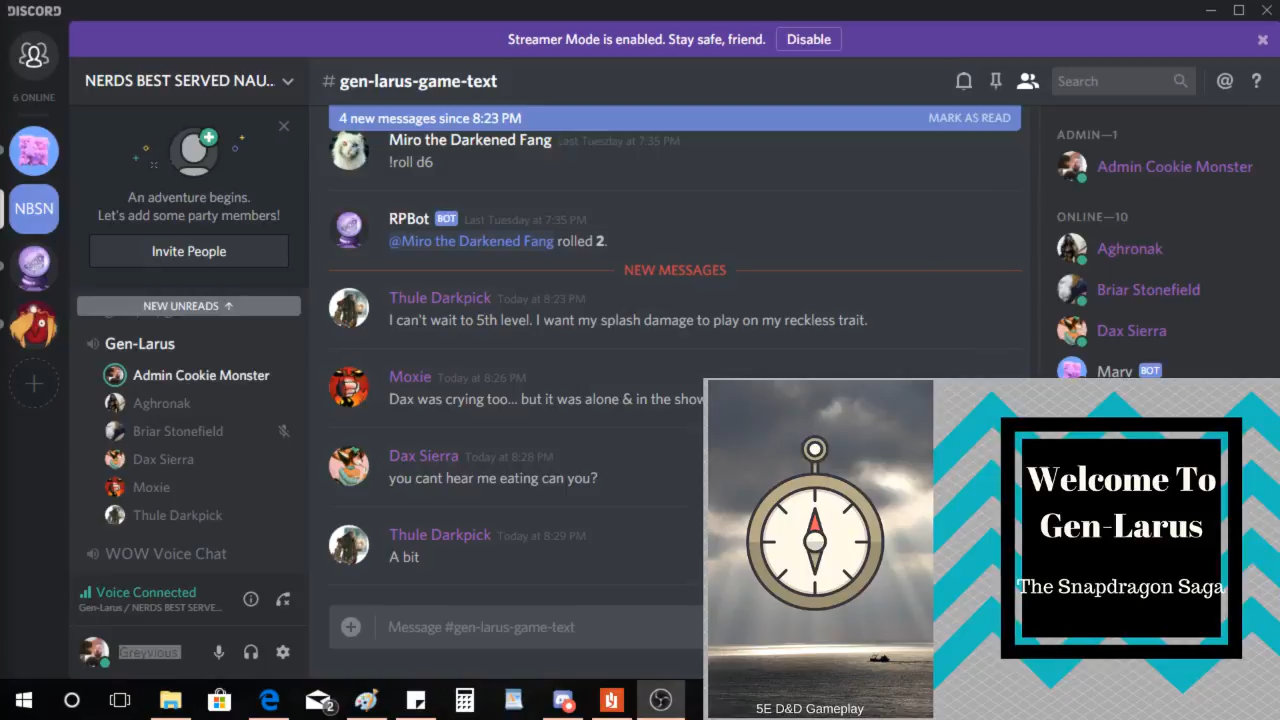 DISCORD
Streamer Mode is enabled. Stay safe, friend.
Disable
6 ONLINE
NBSN
NERDS BEST SERVED NAU...
An adventure begins.
Let's add some party members!
Invite People
NEW UNREADS ↑
Gen-Larus
Admin Cookie Monster
Aghronak
Briar Stonefield
Dax Sierra
Moxie
Thule Darkpick
WOW Voice Chat
Voice Connected
Gen-Larus / NERDS BEST SERVE...
Greyvious
# gen-larus-game-text
Search
4 new messages since 8:23 PM
MARK AS READ
Miro the Darkened Fang Last Tuesday at 7:35 PM
!roll d6
RPBot BOT Last Tuesday at 7:35 PM
@Miro the Darkened Fang rolled 2.
NEW MESSAGES
Thule Darkpick Today at 8:23 PM
I can't wait to 5th level. I want my splash damage to play on my reckless trait.
Moxie Today at 8:26 PM
Dax was crying too... but it was alone & in the show
Dax Sierra Today at 8:28 PM
you cant hear me eating can you?
Thule Darkpick Today at 8:29 PM
A bit
Message #gen-larus-game-text
ADMIN—1
Admin Cookie Monster
ONLINE—10
Aghronak
Briar Stonefield
Dax Sierra
Marv BOT
5E D&D Gameplay
Welcome To
Gen-Larus
The Snapdragon Saga
2